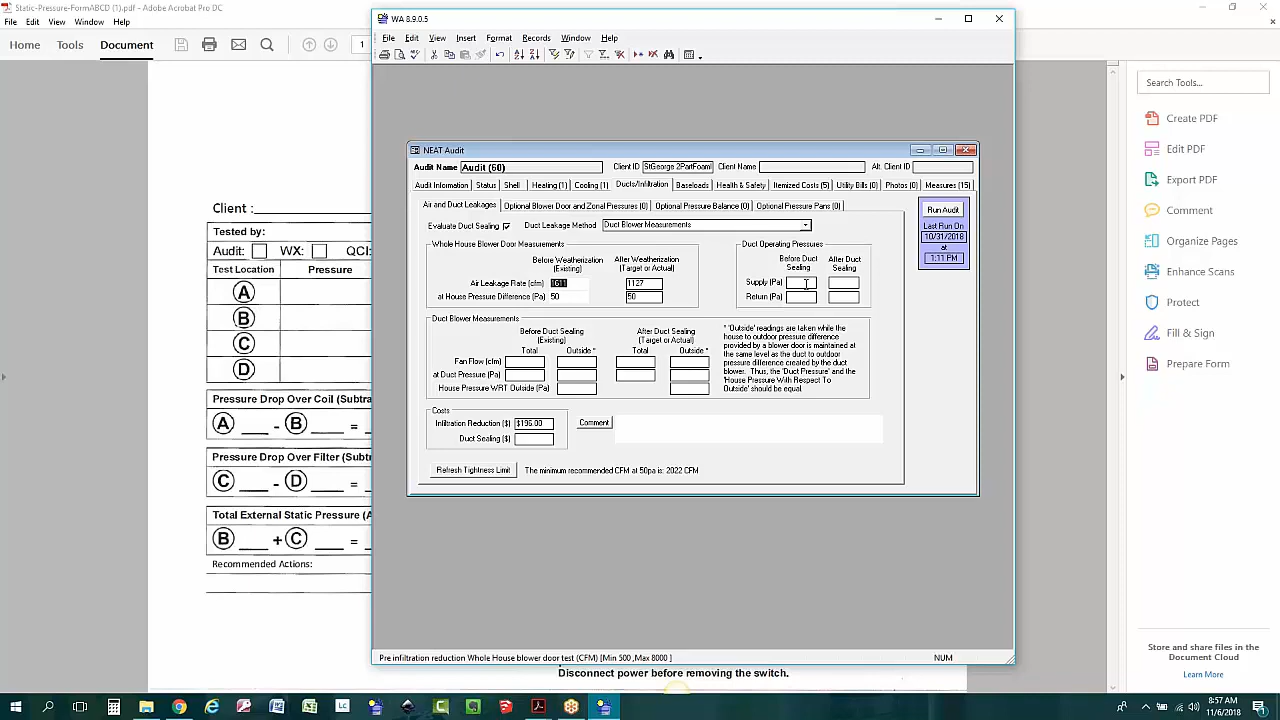 Static-Pressure-FormABCD (1).pdf - Adobe Acrobat Pro DC
File Edit View Window Help
Home Tools Document 1
Client :
Tested by:
Audit: WX: QCI:
Test Location Pressure
A
B
C
D
Pressure Drop Over Coil (Subtra
A ___ - B ___ =
Pressure Drop Over Filter (Subt
C ___ - D ___ =
Total External Static Pressure (A
B ___ + C ___ =
Recommended Actions:
Disconnect power before removing the switch.
WA 8.9.0.5
File Edit View Insert Format Records Window Help
NEAT Audit
Audit Name Audit (60) Client ID StGeorge 2PartFoam Client Name Alt. Client ID
Audit Information Status Shell Heating (1) Cooling (1) Ducts/Infiltration Baseloads Health & Safety Itemized Costs (5) Utility Bills (0) Photos (0) Measures (15)
Air and Duct Leakages Optional Blower Door and Zonal Pressures (0) Optional Pressure Balance (0) Optional Pressure Pans (0)
Evaluate Duct Sealing Duct Leakage Method Duct Blower Measurements
Whole House Blower Door Measurements
Before Weatherization (Existing) After Weatherization (Target or Actual)
Air Leakage Rate (cfm) 1611 1127
at House Pressure Difference (Pa) 50 50
Duct Operating Pressures
Before Duct Sealing After Duct Sealing
Supply (Pa)
Return (Pa)
Duct Blower Measurements
Before Duct Sealing (Existing) After Duct Sealing (Target or Actual)
Total Outside * Total Outside *
Fan Flow (cfm)
at Duct Pressure (Pa)
House Pressure WRT Outside (Pa)
* 'Outside' readings are taken while the
house to outdoor pressure difference
provided by a blower door is maintained at
the same level as the duct to outdoor
pressure difference created by the duct
blower. Thus, the 'Duct Pressure' and the
'House Pressure With Respect To
Outside' should be equal.
Costs
Infiltration Reduction ($) $196.00
Duct Sealing ($)
Comment
Refresh Tightness Limit The minimum recommended CFM at 50pa is: 2022 CFM
Run Audit
Last Run On
10/31/2018
at
1:11 PM
Pre infiltration reduction Whole House blower door test (CFM) [Min 500 ,Max 8000 ] NUM
Search Tools...
Create PDF
Edit PDF
Export PDF
Comment
Organize Pages
Enhance Scans
Protect
Fill & Sign
Prepare Form
Store and share files in the
Document Cloud
Learn More
8:57 AM
11/6/2018